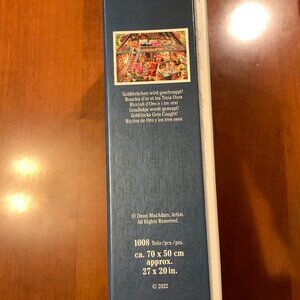 Goldlöckchen wird geschnappt!
Boucles d'or et les Trois Ours
Riccioli d'Oro e i tre orsi
Goudlokje wordt gesnapt!
Goldilocks Gets Caught!
Ricitos de Oro y los tres osos
© Dean MacAdam, Artist.
All Rights Reserved.
1008 Teile/pcs./pzs.
ca. 70 x 50 cm
approx.
27 x 20 in.
© 2022